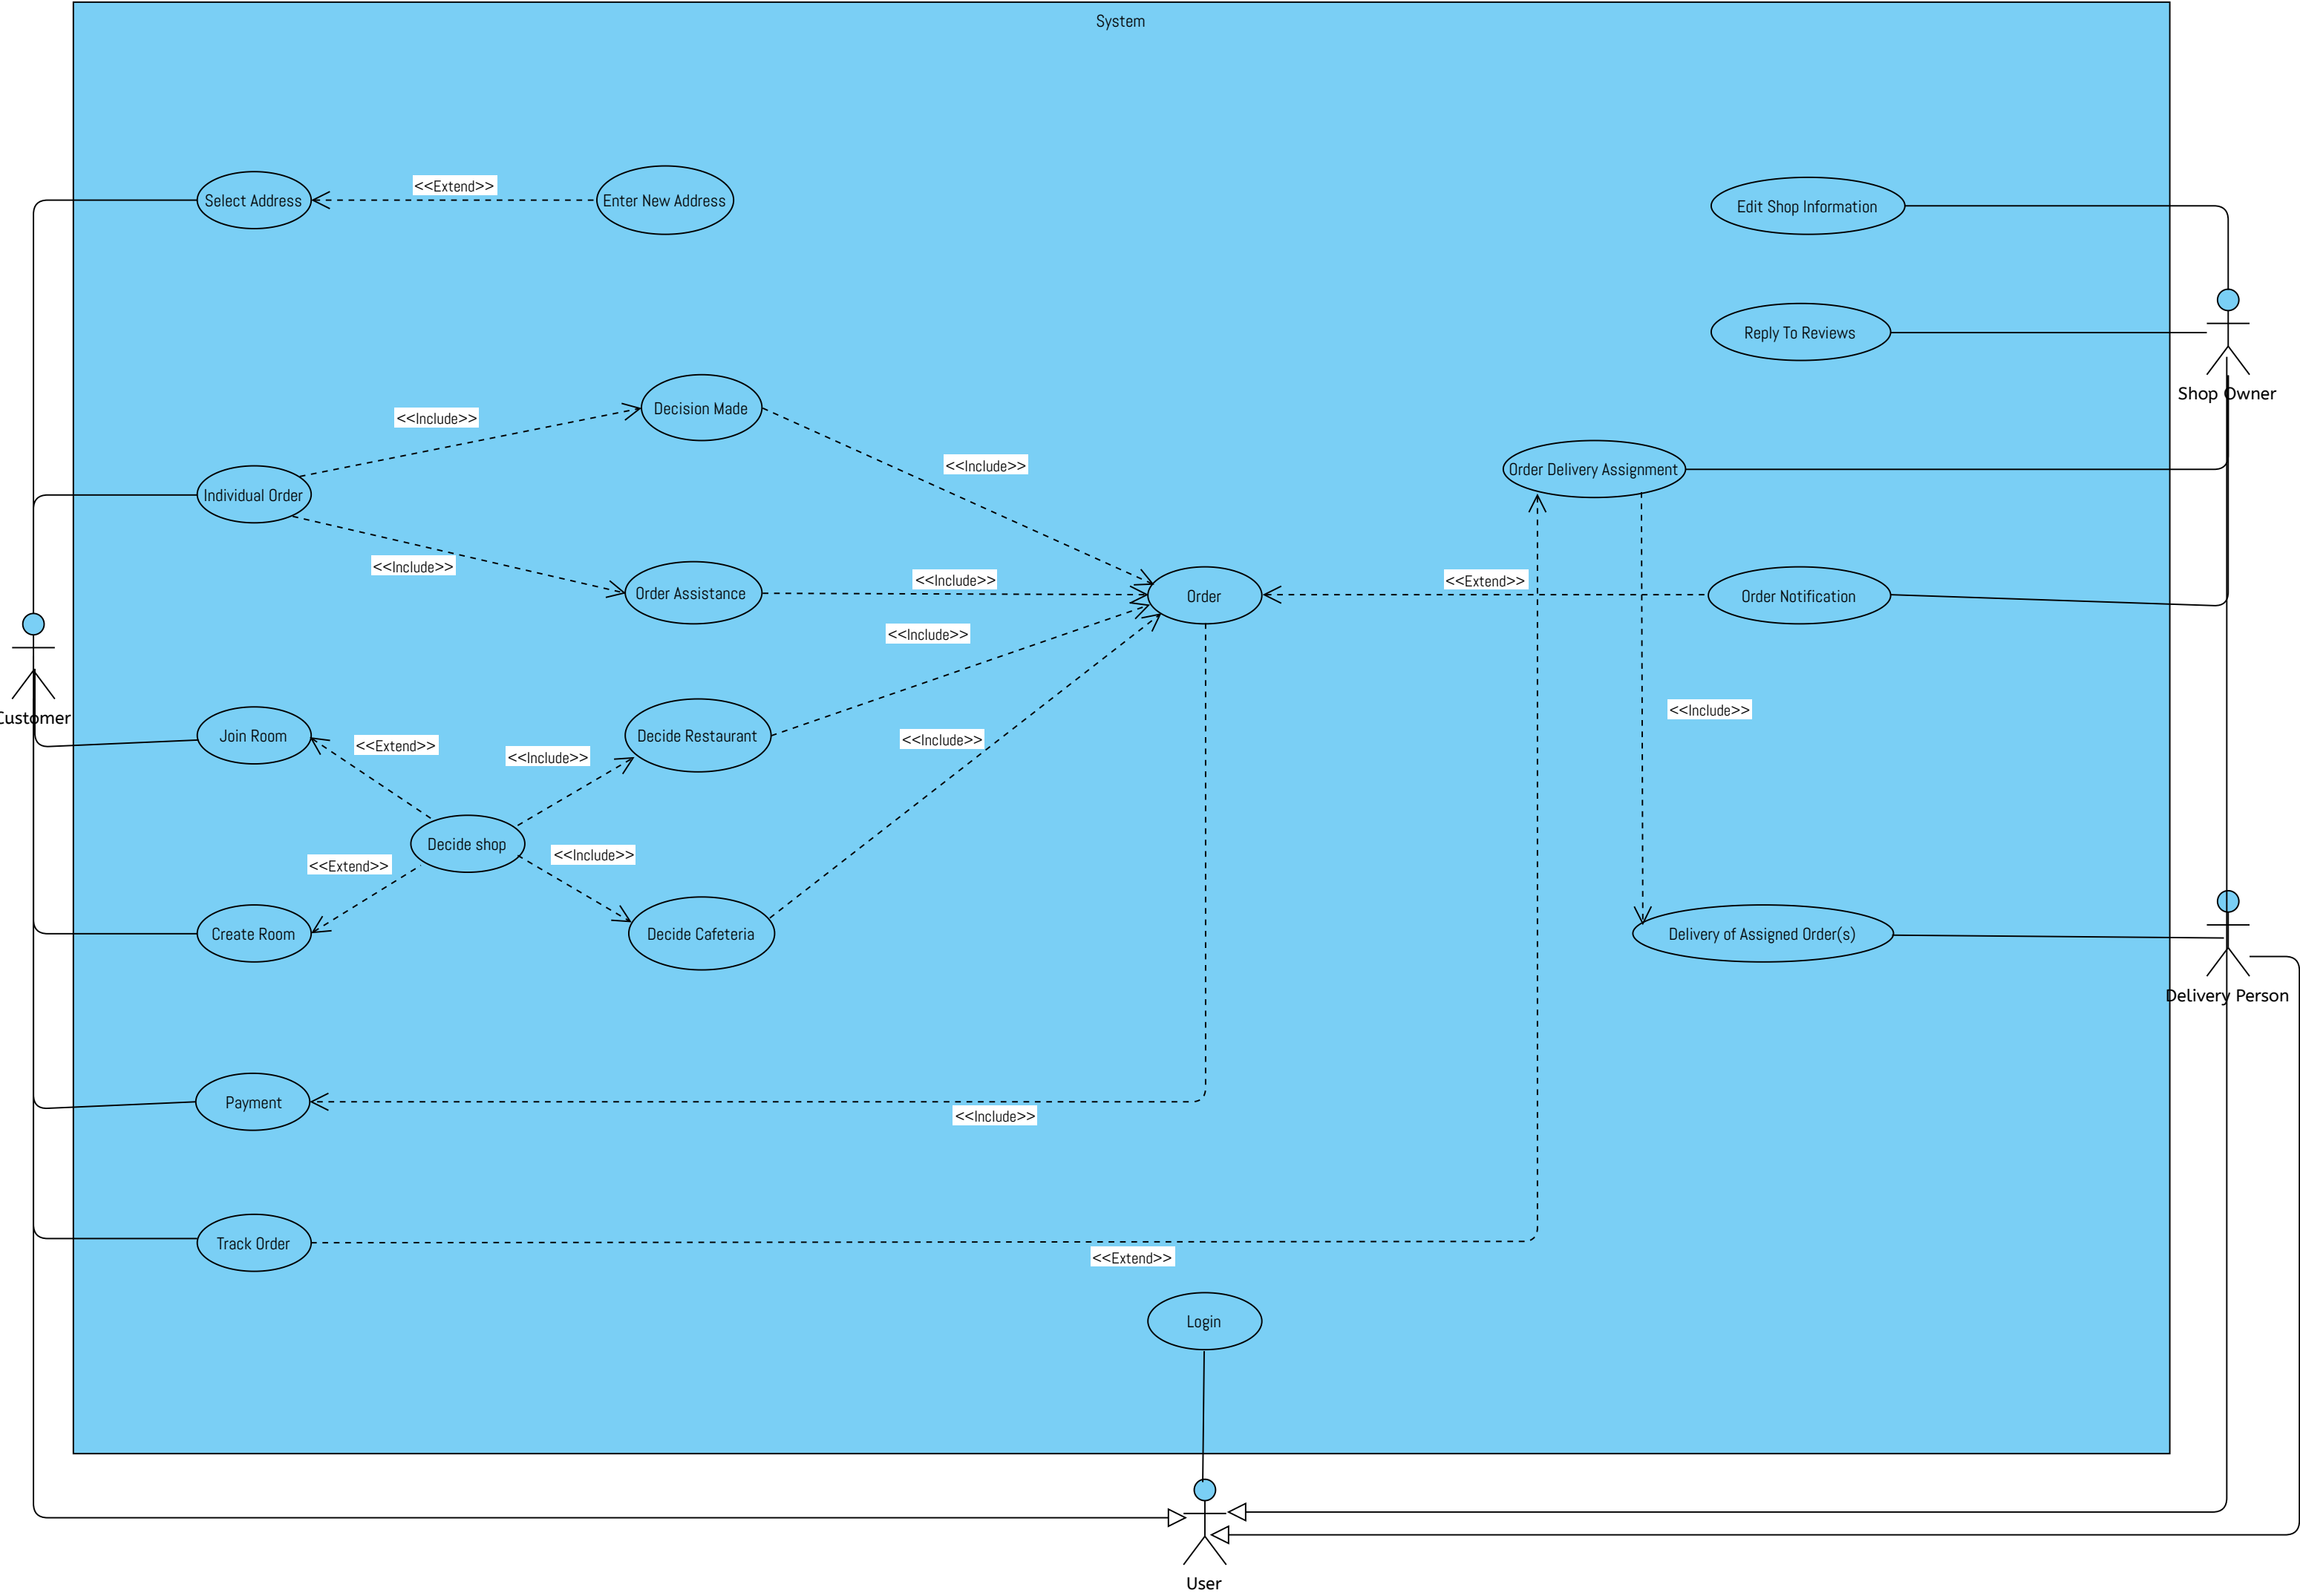 System
<<Extend>>
Select Address
Enter New Address
Edit Shop Information
Reply To Reviews
Shop Owner
Decision Made
<<Include>>
<<Include>>
Order Delivery Assignment
Individual Order
<<Include>>
<<Include>>
<<Extend>>
Order Assistance
Order
Order Notification
<<Include>>
<<Include>>
Customer
Join Room
<<Extend>>
Decide Restaurant
<<Include>>
<<Include>>
Decide shop
<<Include>>
<<Extend>>
Create Room
Decide Cafeteria
Delivery of Assigned Order(s)
Delivery Person
Payment
<<Include>>
Track Order
<<Extend>>
Login
User